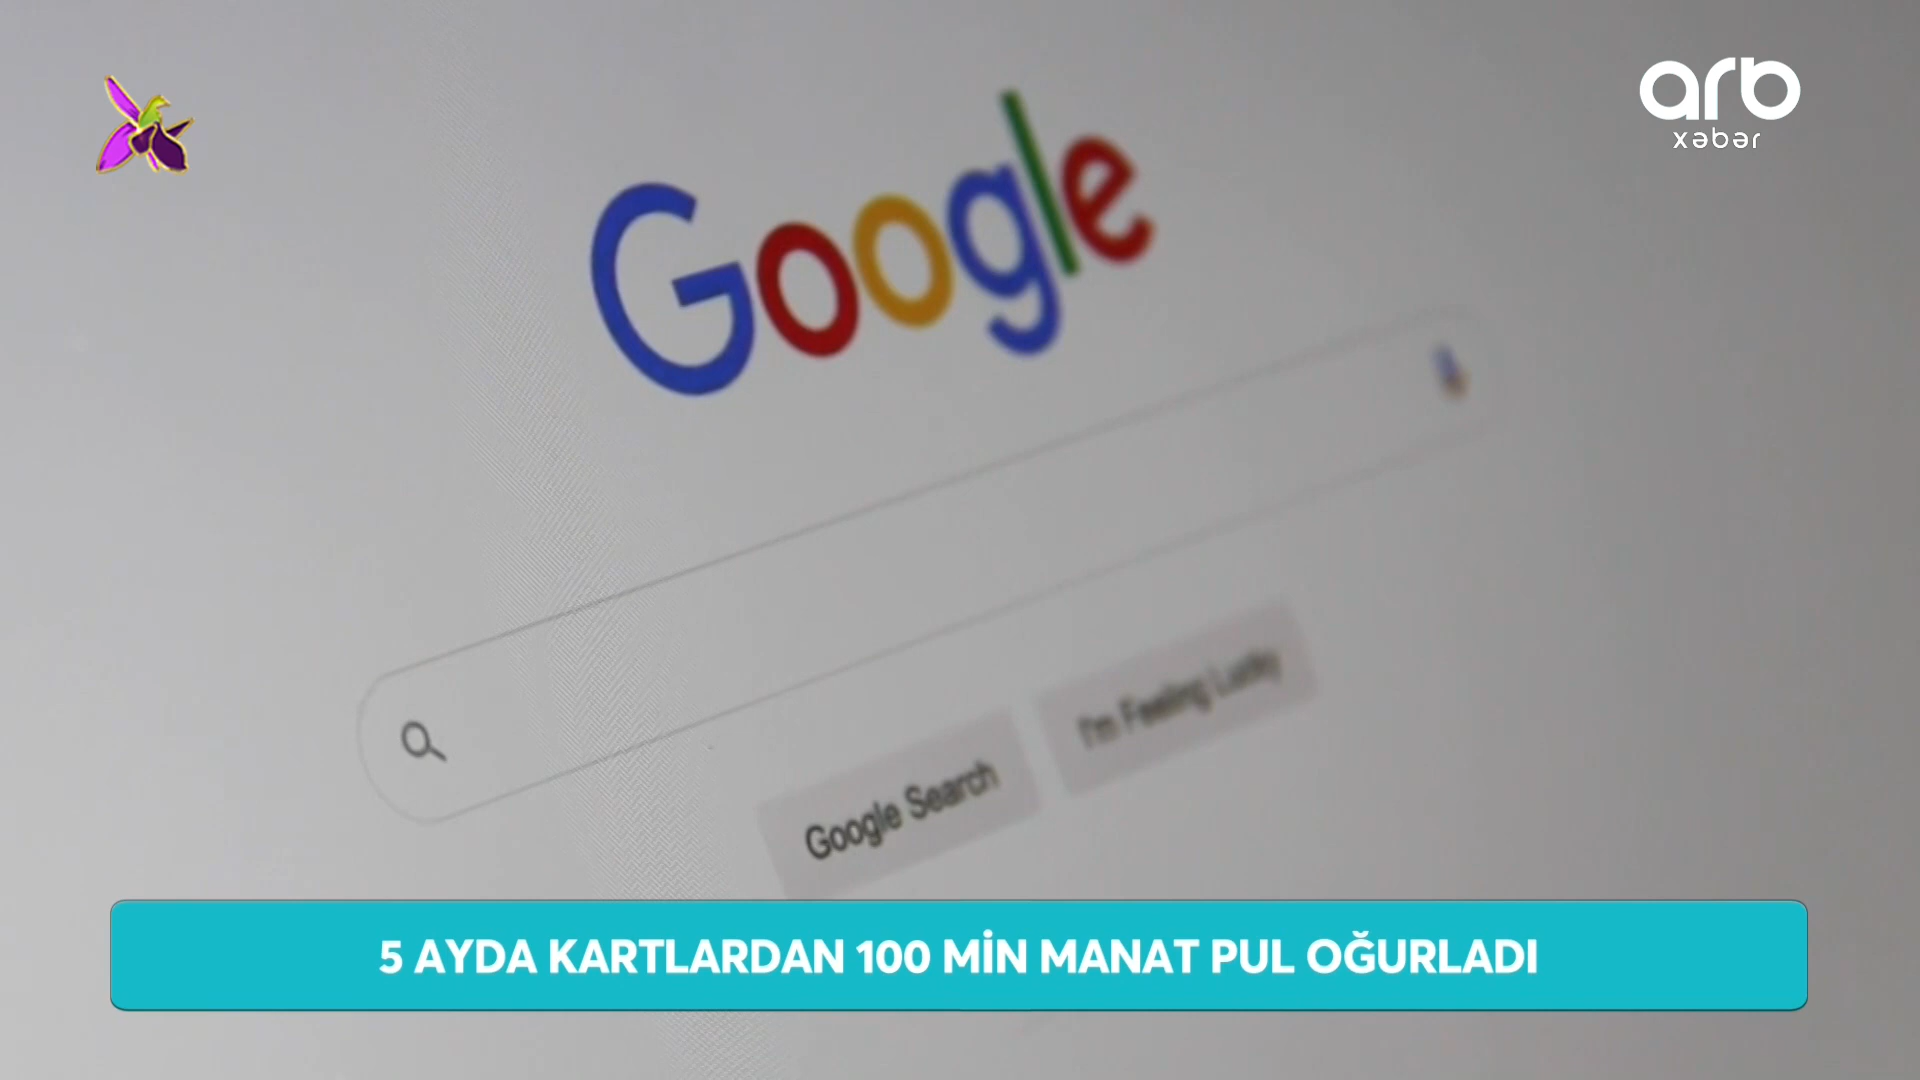 arb
xəbər
Google
Google Search
I'm Feeling Lucky
5 AYDA KARTLARDAN 100 MİN MANAT PUL OĞURLADI